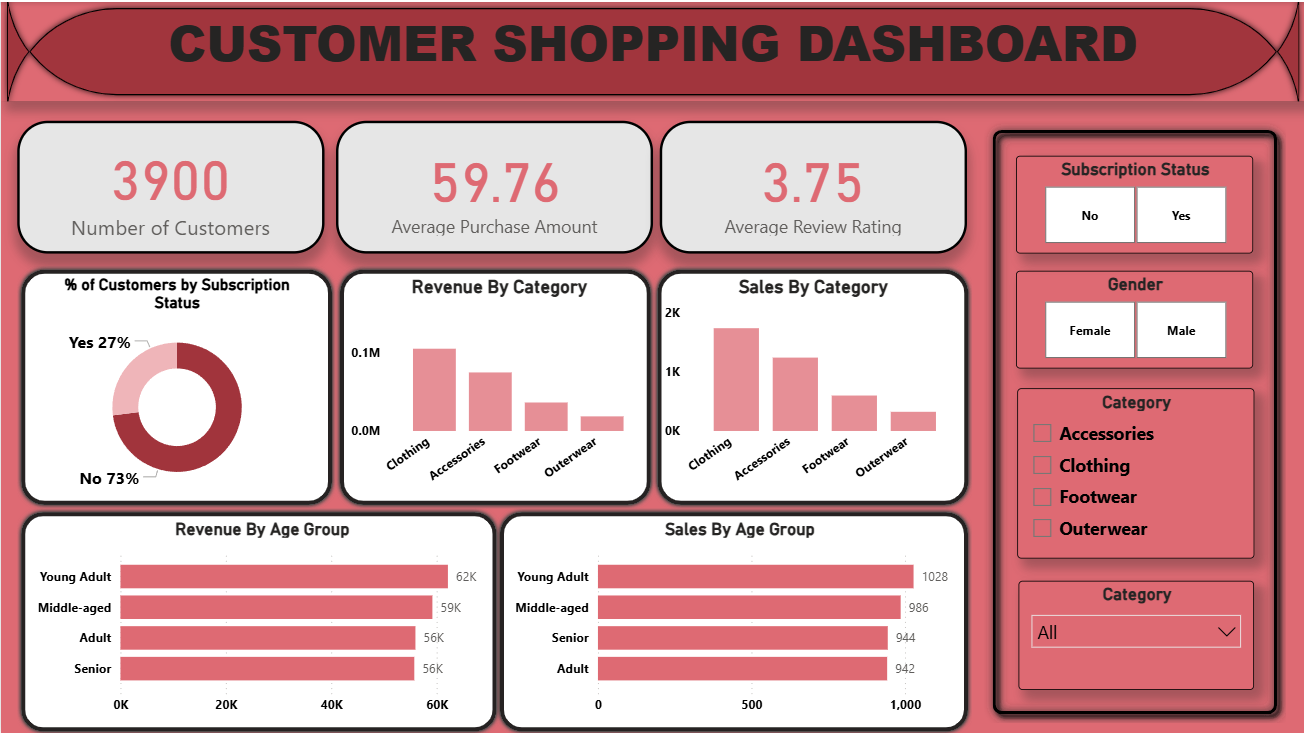 CUSTOMER SHOPPING DASHBOARD
3900
Number of Customers
59.76
Average Purchase Amount
3.75
Average Review Rating
% of Customers by Subscription
Status
Yes 27%
No 73%
Revenue By Category
0.1M
0.0M
Clothing
Accessories
Footwear
Outerwear
Sales By Category
2K
1K
0K
Clothing
Accessories
Footwear
Outerwear
Revenue By Age Group
Young Adult 62K
Middle-aged 59K
Adult 56K
Senior 56K
0K 20K 40K 60K
Sales By Age Group
Young Adult 1028
Middle-aged 986
Senior 944
Adult 942
0 500 1,000
Subscription Status
No Yes
Gender
Female Male
Category
Accessories
Clothing
Footwear
Outerwear
Category
All